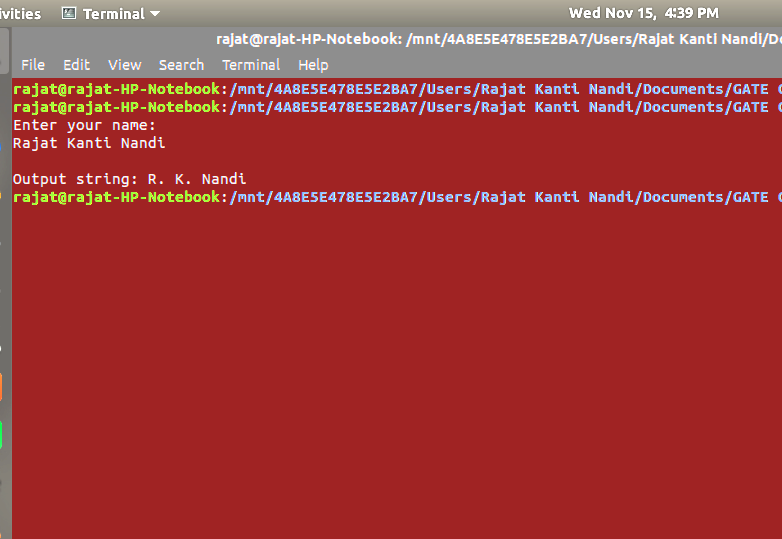 ivities Terminal Wed Nov 15, 4:39 PM
rajat@rajat-HP-Notebook: /mnt/4A8E5E478E5E2BA7/Users/Rajat Kanti Nandi/Do
File Edit View Search Terminal Help
rajat@rajat-HP-Notebook:/mnt/4A8E5E478E5E2BA7/Users/Rajat Kanti Nandi/Documents/GATE
rajat@rajat-HP-Notebook:/mnt/4A8E5E478E5E2BA7/Users/Rajat Kanti Nandi/Documents/GATE
Enter your name:
Rajat Kanti Nandi
Output string: R. K. Nandi
rajat@rajat-HP-Notebook:/mnt/4A8E5E478E5E2BA7/Users/Rajat Kanti Nandi/Documents/GATE